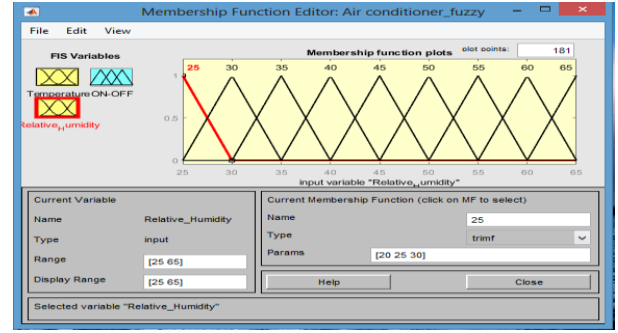 Membership Function Editor: Air conditioner_fuzzy
File Edit View
FIS Variables
Temperature ON-OFF
Relative_Humidity
Membership function plots plot points: 181
25 30 35 40 45 50 55 60 65
1
0.5
0
25 30 35 40 45 50 55 60 65
input variable "Relative_Humidity"
Current Variable
Name Relative_Humidity
Type input
Range [25 65]
Display Range [25 65]
Current Membership Function (click on MF to select)
Name 25
Type trimf
Params [20 25 30]
Help Close
Selected variable "Relative_Humidity"